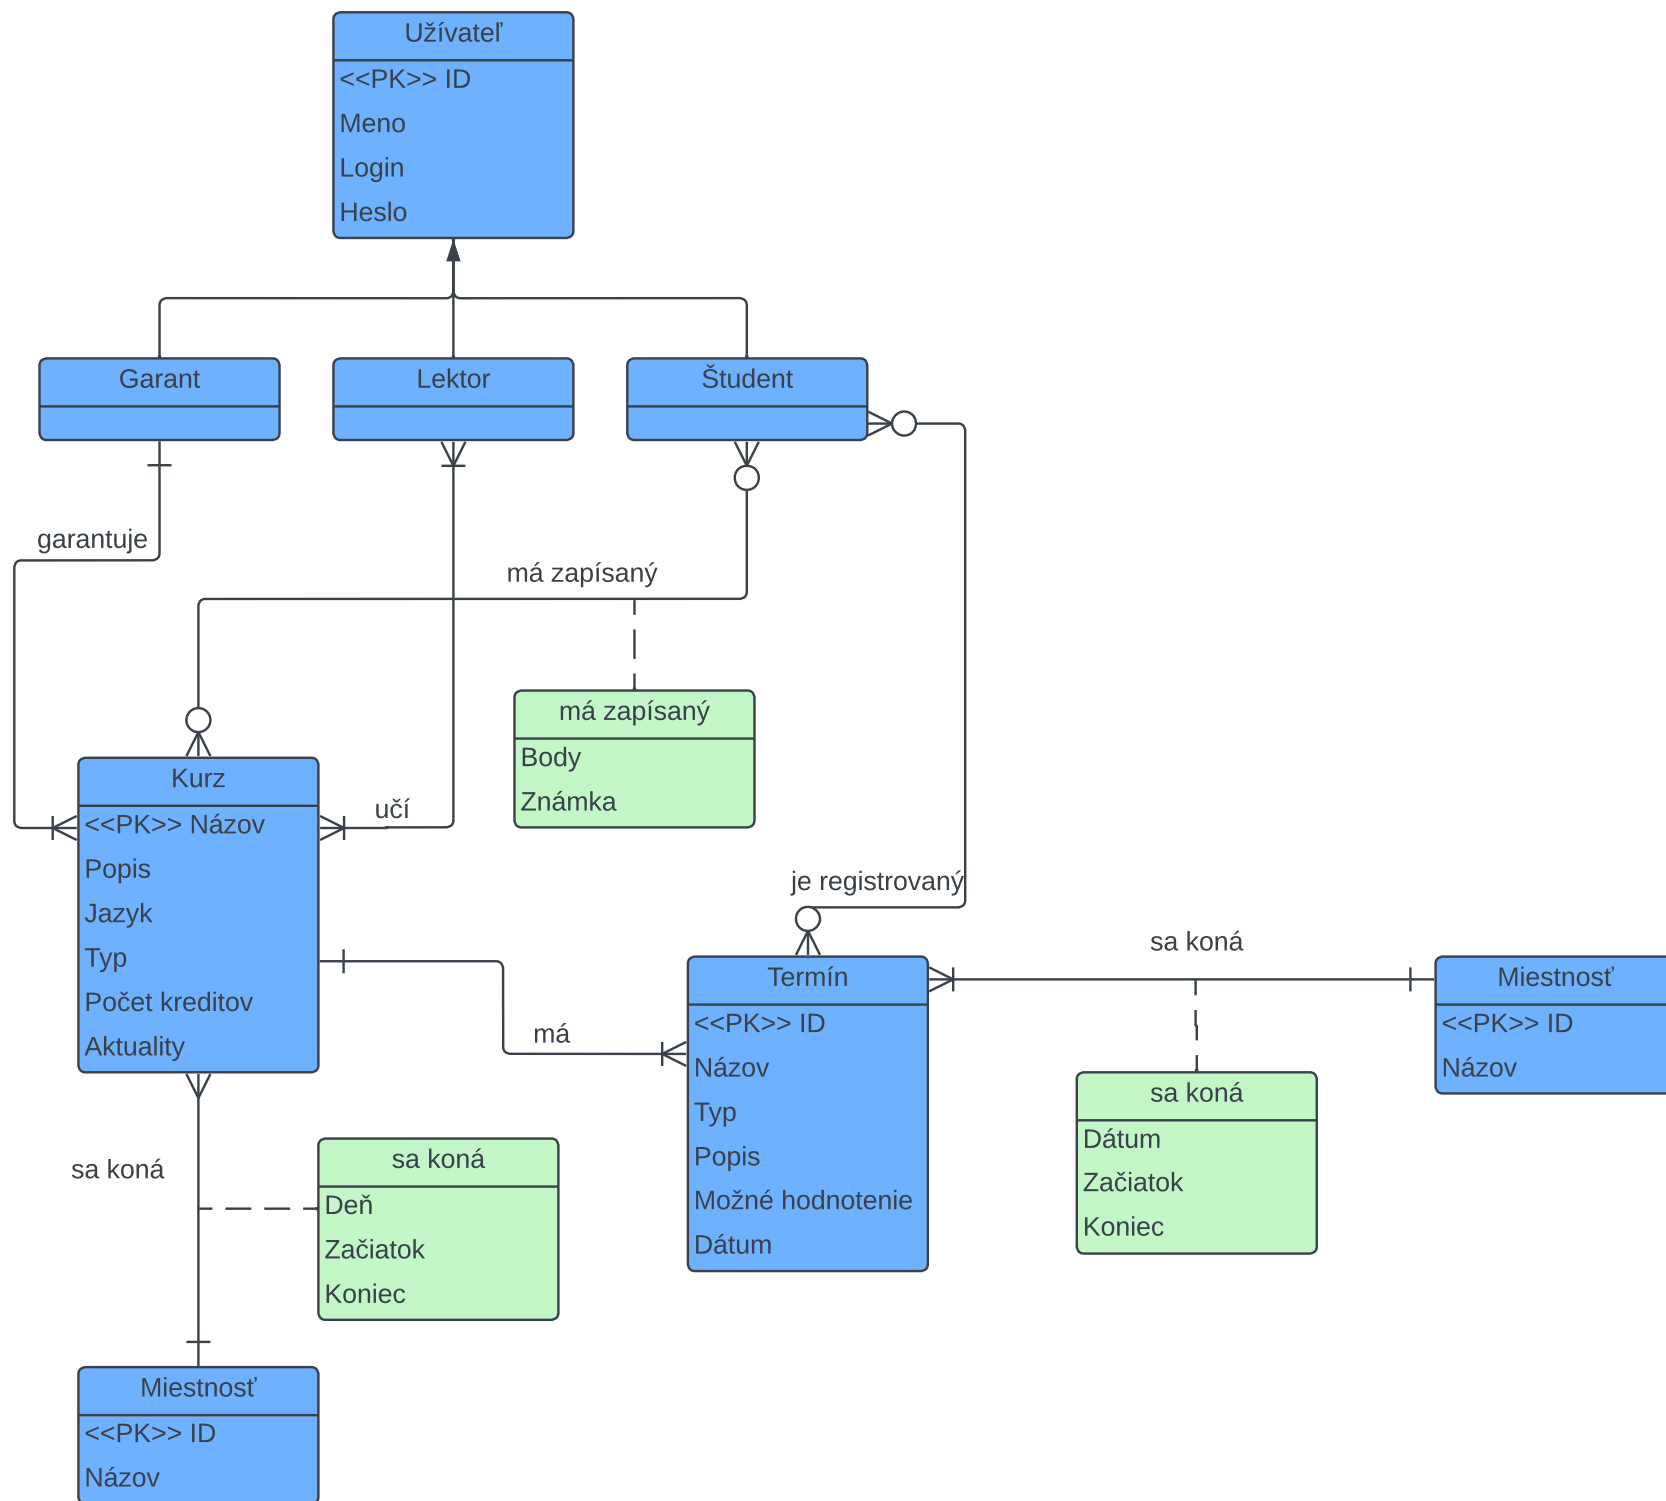 Užívateľ
<<PK>> ID
Meno
Login
Heslo
Garant
Lektor
Študent
garantuje
má zapísaný
má zapísaný
Body
Známka
Kurz
<<PK>> Názov
Popis
Jazyk
Typ
Počet kreditov
Aktuality
učí
je registrovaný
má
Termín
<<PK>> ID
Názov
Typ
Popis
Možné hodnotenie
Dátum
sa koná
Miestnosť
<<PK>> ID
Názov
sa koná
Dátum
Začiatok
Koniec
sa koná
sa koná
Deň
Začiatok
Koniec
Miestnosť
<<PK>> ID
Názov